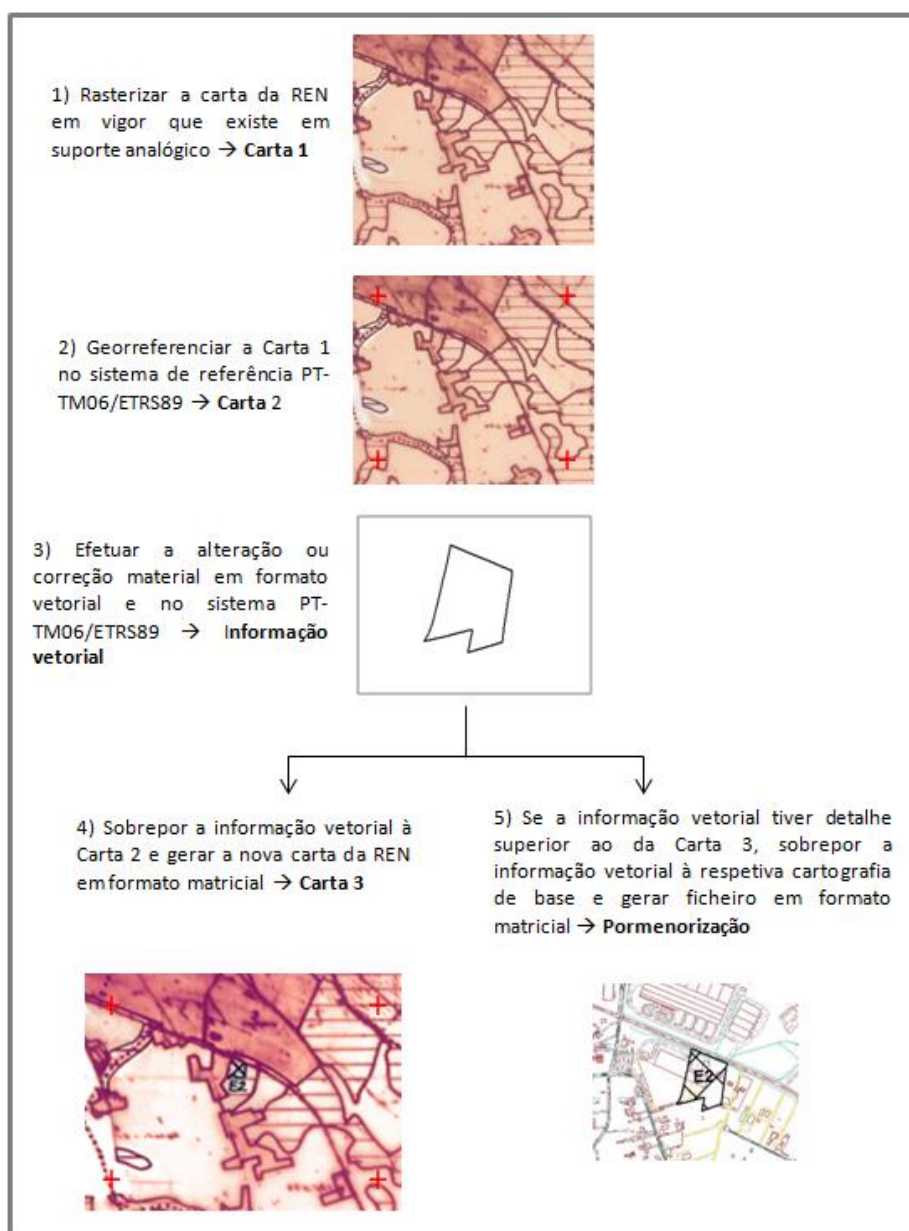 1) Rasterizar a carta da REN
em vigor que existe em
suporte analógico → Carta 1
2) Georreferenciar a Carta 1
no sistema de referência PT-
TM06/ETRS89 → Carta 2
3) Efetuar a alteração ou
correção material em formato
vetorial e no sistema PT-
TM06/ETRS89 → Informação
vetorial
4) Sobrepor a informação vetorial à
Carta 2 e gerar a nova carta da REN
em formato matricial → Carta 3
5) Se a informação vetorial tiver detalhe
superior ao da Carta 3, sobrepor a
informação vetorial à respetiva cartografia
de base e gerar ficheiro em formato
matricial → Pormenorização
E2
E2